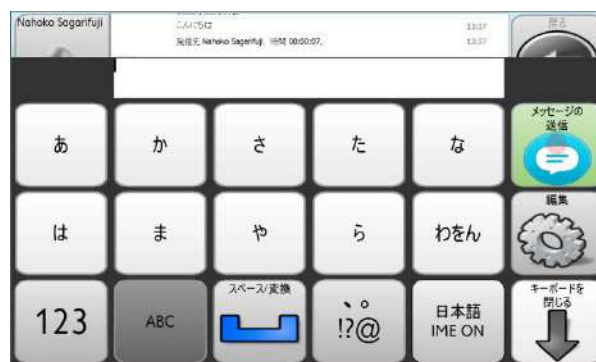 Nahoko Sagarifuji
こんにちは 13:37
発信先 Nahoko Sagarifuji, 時間 00:00:07, 13:37
戻る
メッセージの
送信
あ か さ た な
編集
は ま や ら わをん
スペース/変換
キーボードを
閉じる
123 ABC 、。
!?@ 日本語
IME ON